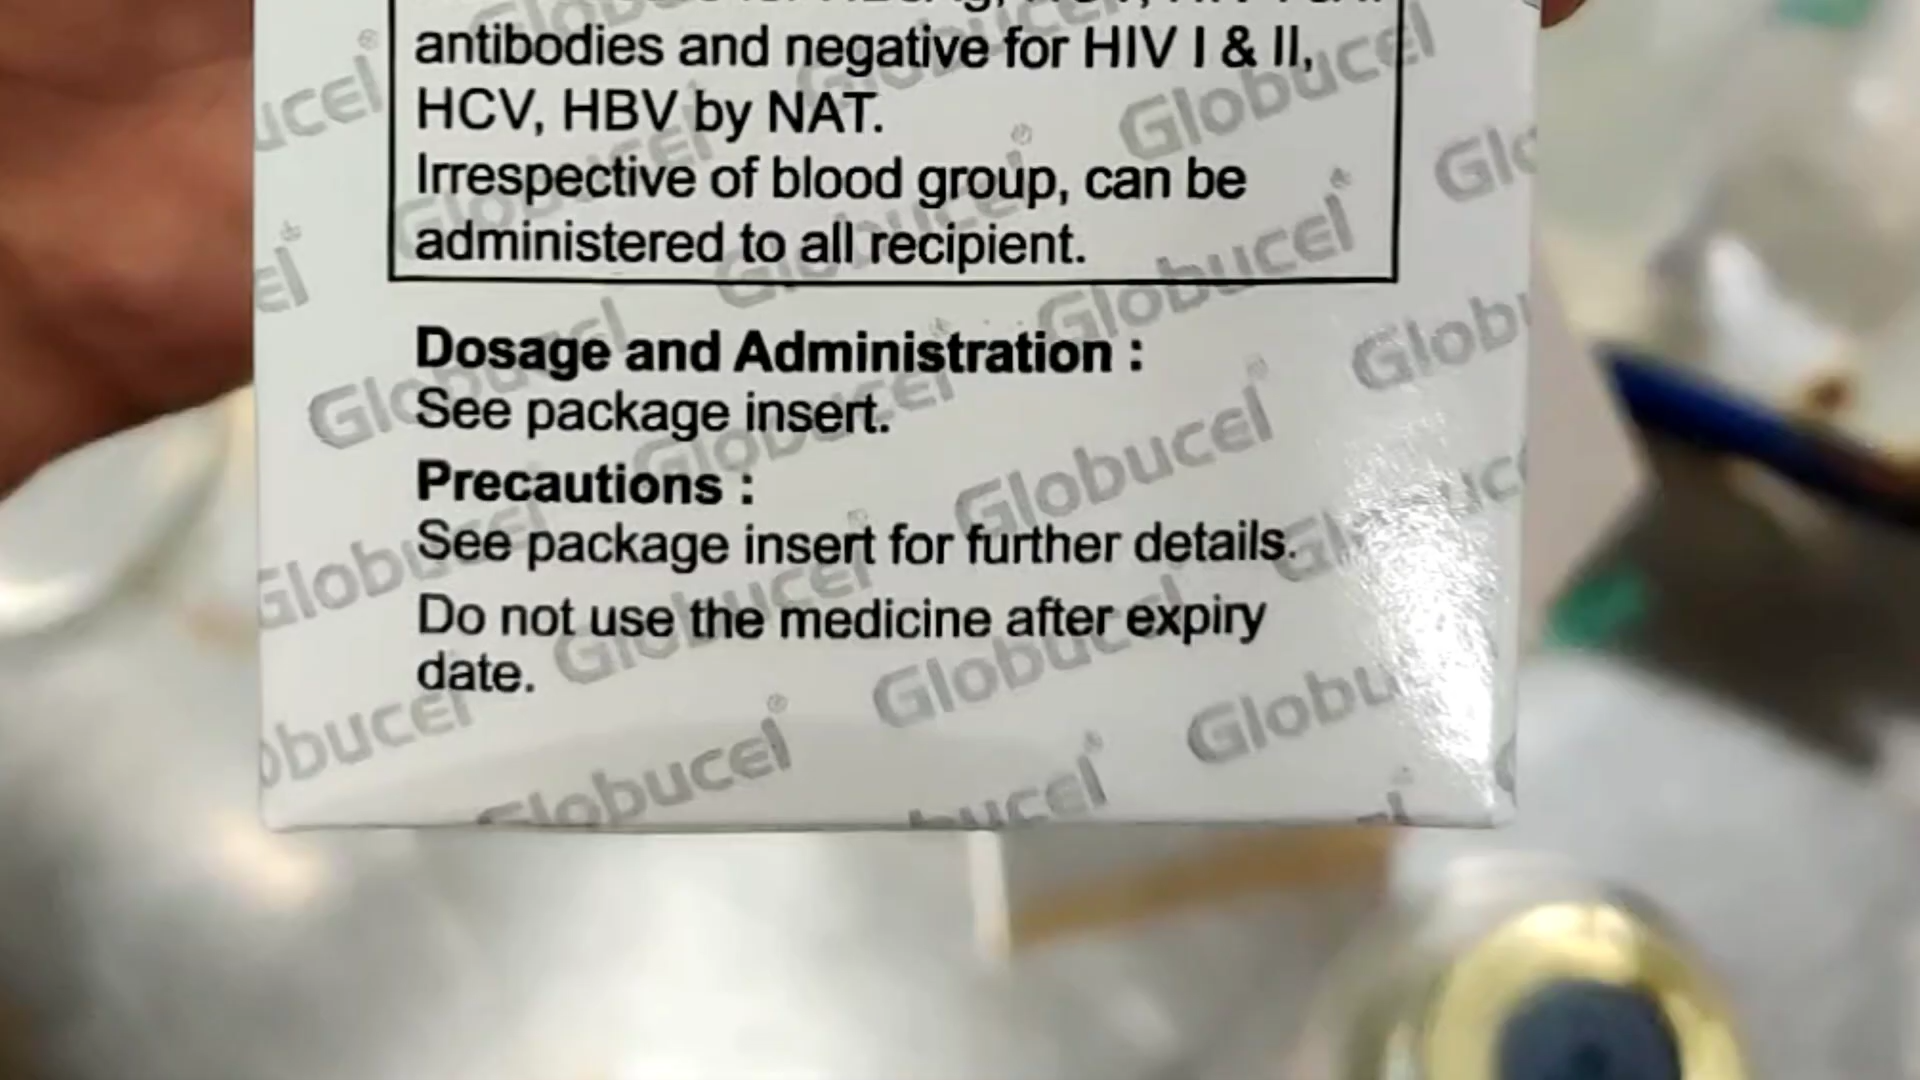 antibodies and negative for HIV I & II,
HCV, HBV by NAT.
Irrespective of blood group, can be
administered to all recipient.
Dosage and Administration :
See package insert.
Precautions :
See package insert for further details.
Do not use the medicine after expiry
date.
Globucel